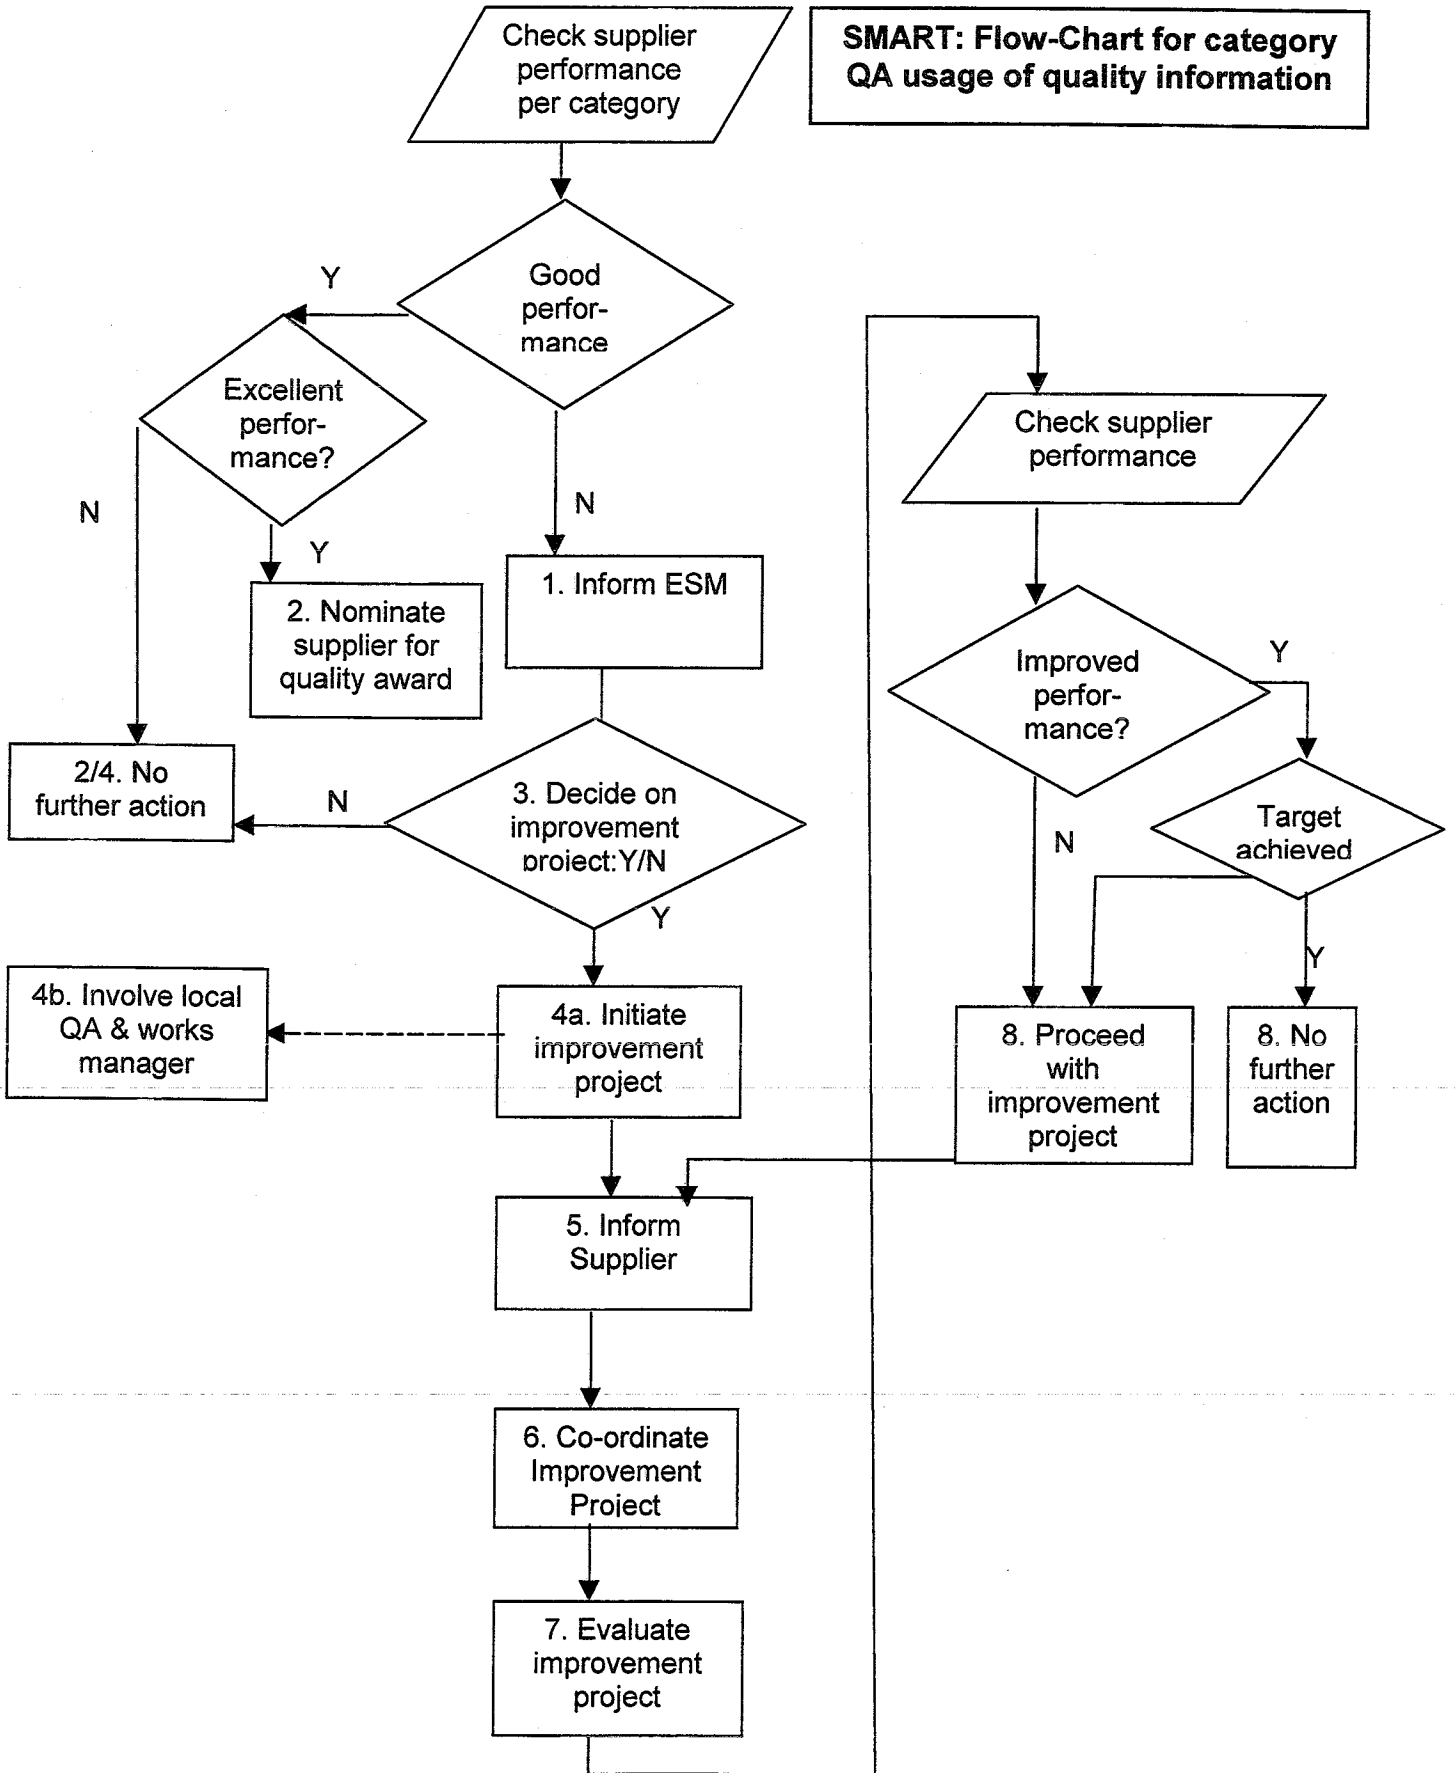 Check supplier
performance
per category
SMART: Flow-Chart for category
QA usage of quality information
Good
perfor-
mance
Y
Excellent
perfor-
mance?
N
Y
N
2. Nominate
supplier for
quality award
1. Inform ESM
2/4. No
further action
N
3. Decide on
improvement
project:Y/N
Y
4b. Involve local
QA & works
manager
4a. Initiate
improvement
project
5. Inform
Supplier
6. Co-ordinate
Improvement
Project
7. Evaluate
improvement
project
Check supplier
performance
Improved
perfor-
mance?
Y
N
Target
achieved
Y
8. Proceed
with
improvement
project
8. No
further
action